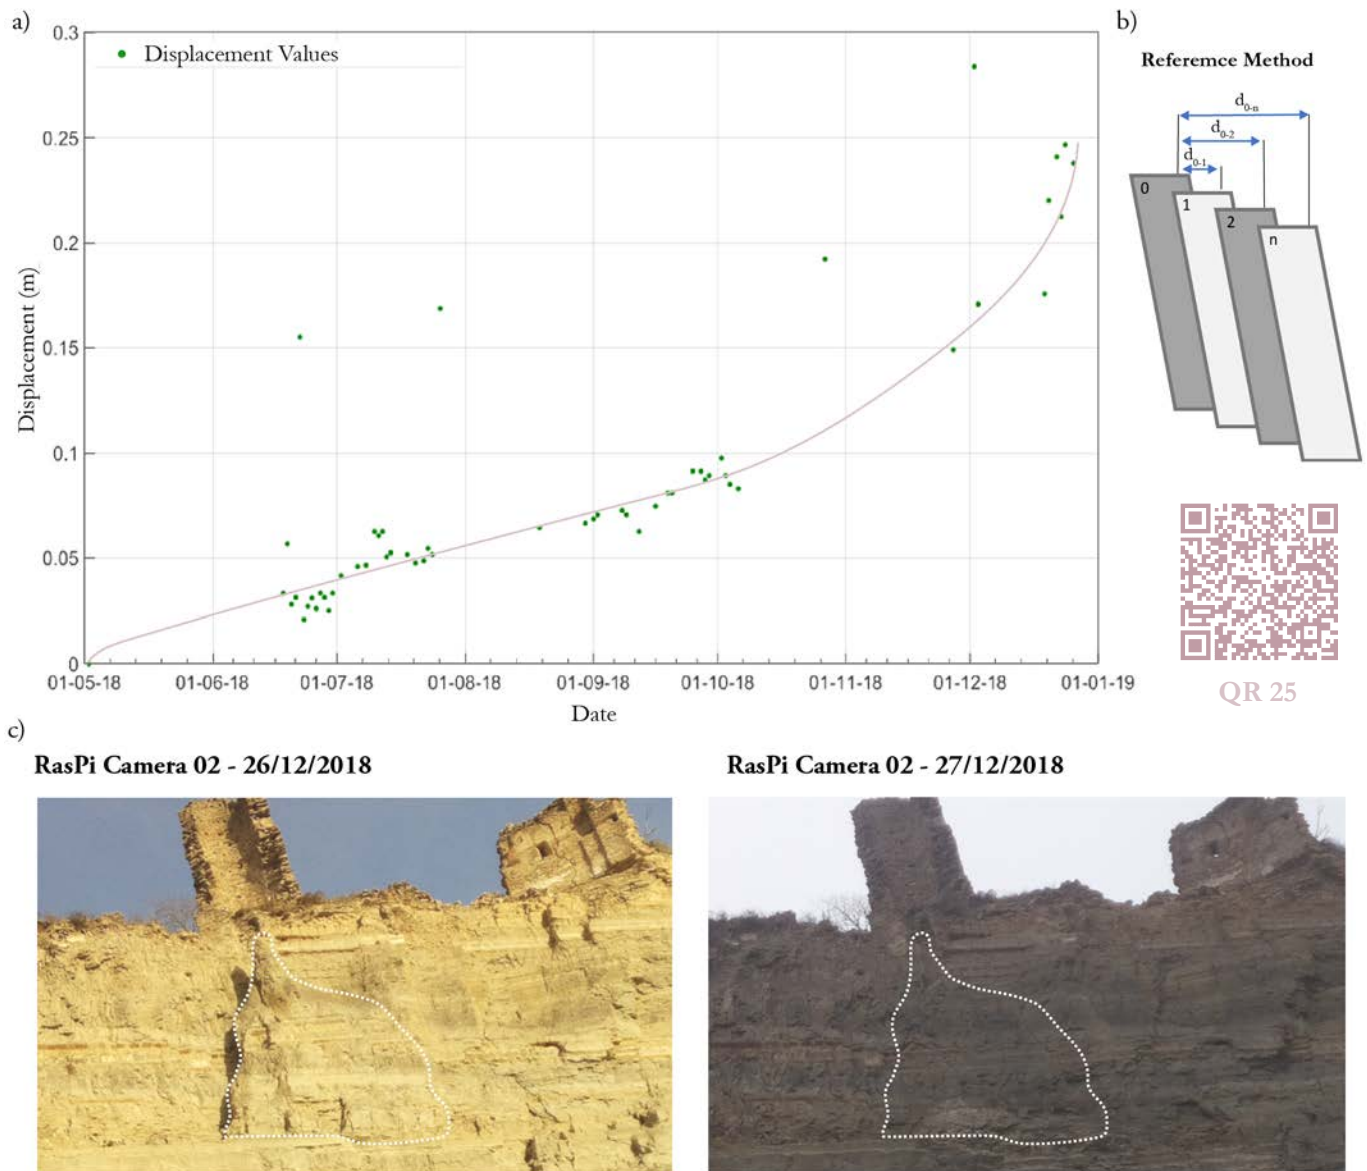 a)
0.3
Displacement Values
0.25
0.2
0.15
0.1
0.05
0
Displacement (m)
01-05-18 01-06-18 01-07-18 01-08-18 01-09-18 01-10-18 01-11-18 01-12-18 01-01-19
Date
b)
Referemce Method
d0-n
d0-2
d0-1
0
1
2
n
QR 25
c)
RasPi Camera 02 - 26/12/2018
RasPi Camera 02 - 27/12/2018